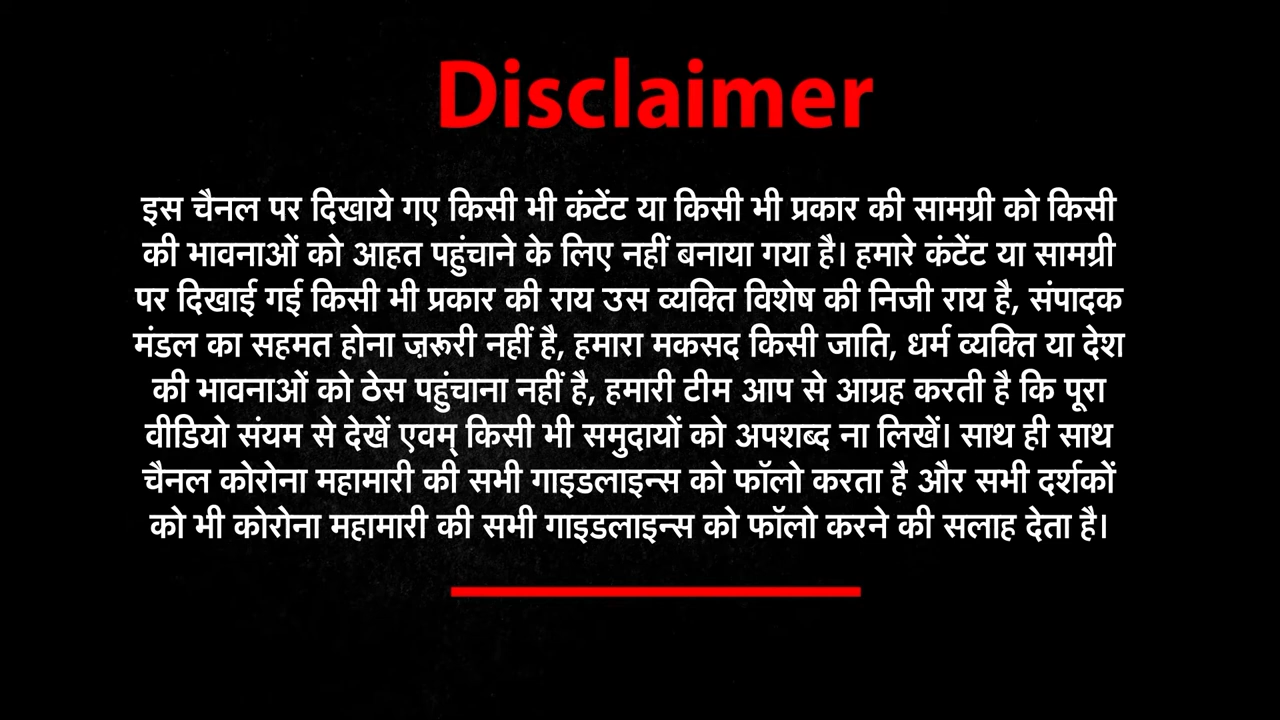 Disclaimer
इस चैनल पर दिखाये गए किसी भी कंटेंट या किसी भी प्रकार की सामग्री को किसी
की भावनाओं को आहत पहुंचाने के लिए नहीं बनाया गया है। हमारे कंटेंट या सामग्री
पर दिखाई गई किसी भी प्रकार की राय उस व्यक्ति विशेष की निजी राय है, संपादक
मंडल का सहमत होना ज़रूरी नहीं है, हमारा मकसद किसी जाति, धर्म व्यक्ति या देश
की भावनाओं को ठेस पहुंचाना नहीं है, हमारी टीम आप से आग्रह करती है कि पूरा
वीडियो संयम से देखें एवम् किसी भी समुदायों को अपशब्द ना लिखें। साथ ही साथ
चैनल कोरोना महामारी की सभी गाइडलाइन्स को फॉलो करता है और सभी दर्शकों
को भी कोरोना महामारी की सभी गाइडलाइन्स को फॉलो करने की सलाह देता है।